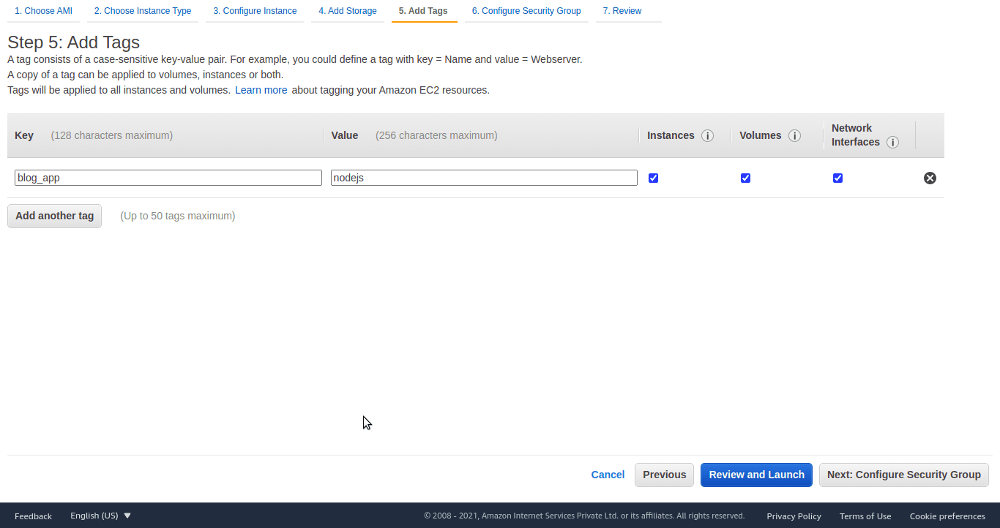 1. Choose AMI 2. Choose Instance Type 3. Configure Instance 4. Add Storage 5. Add Tags 6. Configure Security Group 7. Review
Step 5: Add Tags
A tag consists of a case-sensitive key-value pair. For example, you could define a tag with key = Name and value = Webserver.
A copy of a tag can be applied to volumes, instances or both.
Tags will be applied to all instances and volumes. Learn more about tagging your Amazon EC2 resources.
Key (128 characters maximum) Value (256 characters maximum) Instances i Volumes i Network
Interfaces i
blog_app nodejs
Add another tag (Up to 50 tags maximum)
Cancel Previous Review and Launch Next: Configure Security Group
Feedback English (US) © 2008 - 2021, Amazon Internet Services Private Ltd. or its affiliates. All rights reserved. Privacy Policy Terms of Use Cookie preferences